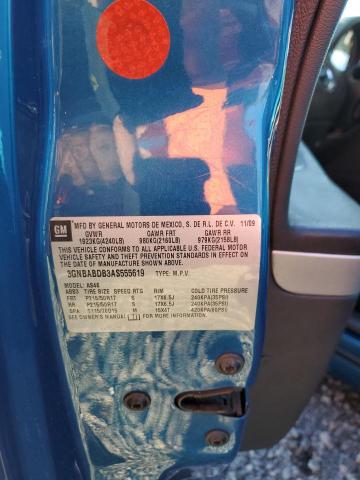 GM
MFD BY GENERAL MOTORS DE MEXICO, S. DE R.L. DE C.V. 11/09
GVWR GAWR FRT GAWR RR
1923KG(4240LB) 980KG(2160LB) 979KG(2158LB)
THIS VEHICLE CONFORMS TO ALL APPLICABLE U.S. FEDERAL
MOTOR VEHICLE SAFETY STANDARDS IN EFFECT ON THE
DATE OF MANUFACTURE SHOWN ABOVE.
3GNBABDB3AS555619 TYPE: M.P.V.
MODEL: AS46
TIRE SIZE SPEED RTG RIM COLD TIRE PRESSURE
FRT P215/50R17 S 17X6.5J 240KPA(35PSI)
RR P215/50R17 S 17X6.5J 240KPA(35PSI)
SPA T115/70D16 M 16X4T 420KPA(60PSI)
SEE OWNER'S MANUAL FOR MORE INFORMATION.